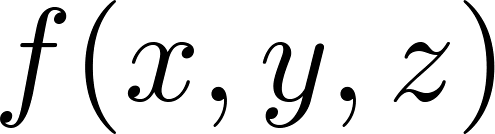 f(x, y, z)